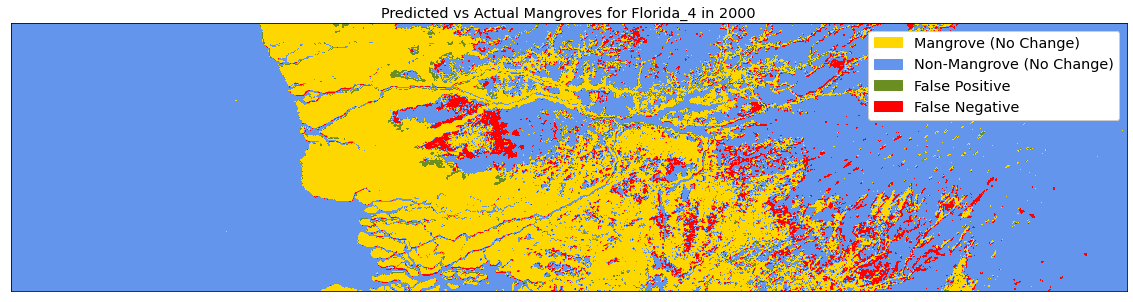 Predicted vs Actual Mangroves for Florida_4 in 2000
Mangrove (No Change)
Non-Mangrove (No Change)
False Positive
False Negative